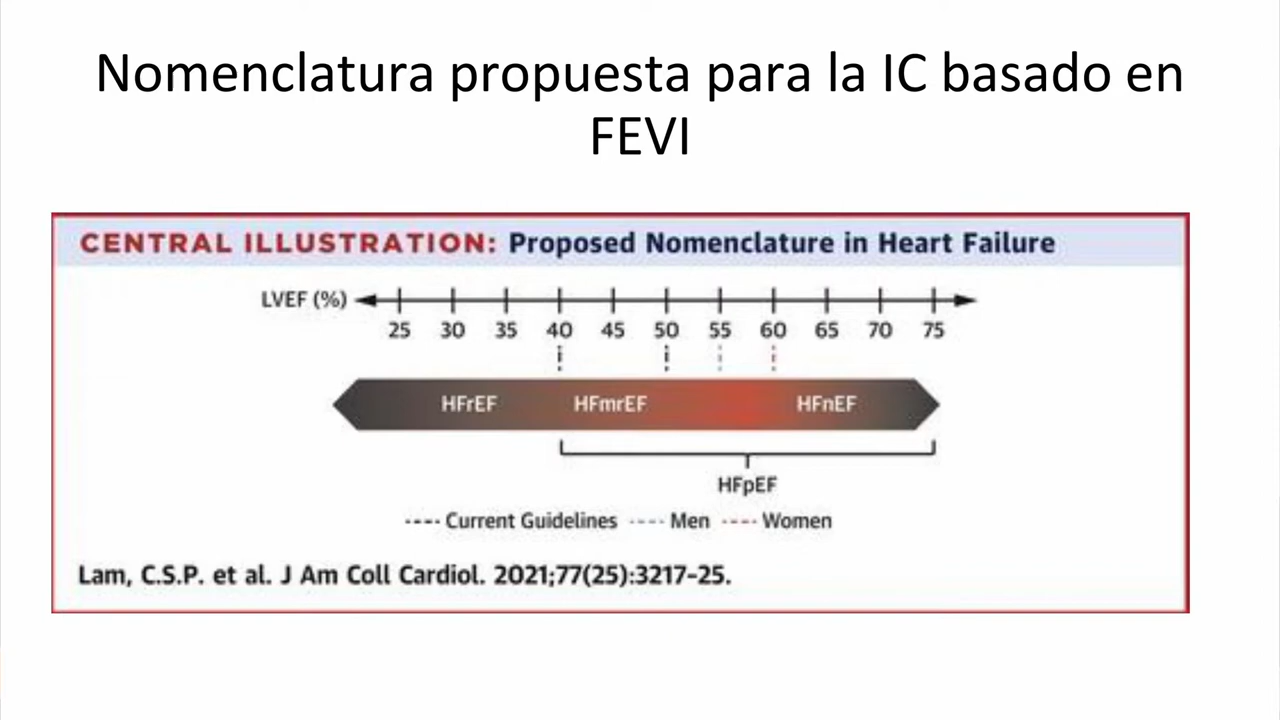 Nomenclatura propuesta para la IC basado en
FEVI
CENTRAL ILLUSTRATION: Proposed Nomenclature in Heart Failure
LVEF (%)
25 30 35 40 45 50 55 60 65 70 75
HFrEF HFmrEF HFnEF
HFpEF
Current Guidelines Men Women
Lam, C.S.P. et al. J Am Coll Cardiol. 2021;77(25):3217-25.